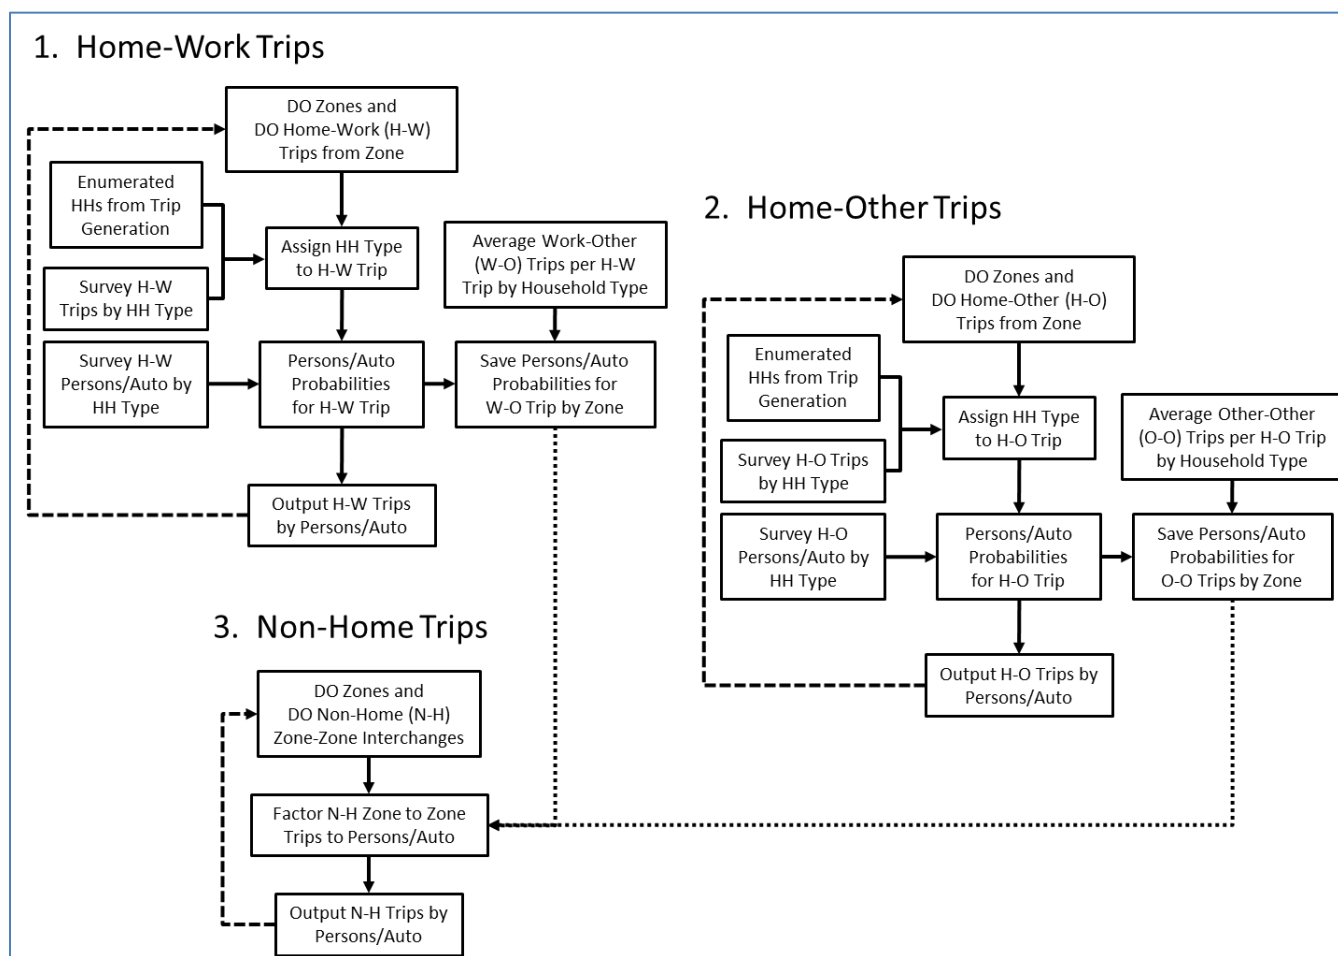 1. Home-Work Trips
DO Zones and
DO Home-Work (H-W)
Trips from Zone
Enumerated
HHs from Trip
Generation
Assign HH Type
to H-W Trip
Survey H-W
Trips by HH Type
Average Work-Other
(W-O) Trips per H-W
Trip by Household Type
Survey H-W
Persons/Auto by
HH Type
Persons/Auto
Probabilities
for H-W Trip
Save Persons/Auto
Probabilities for
W-O Trip by Zone
Output H-W Trips
by Persons/Auto
2. Home-Other Trips
DO Zones and
DO Home-Other (H-O)
Trips from Zone
Enumerated
HHs from Trip
Generation
Assign HH Type
to H-O Trip
Survey H-O Trips
by HH Type
Average Other-Other
(O-O) Trips per H-O Trip
by Household Type
Survey H-O
Persons/Auto by
HH Type
Persons/Auto
Probabilities
for H-O Trip
Save Persons/Auto
Probabilities for
O-O Trips by Zone
Output H-O Trips by
Persons/Auto
3. Non-Home Trips
DO Zones and
DO Non-Home (N-H)
Zone-Zone Interchanges
Factor N-H Zone to Zone
Trips to Persons/Auto
Output N-H Trips by
Persons/Auto